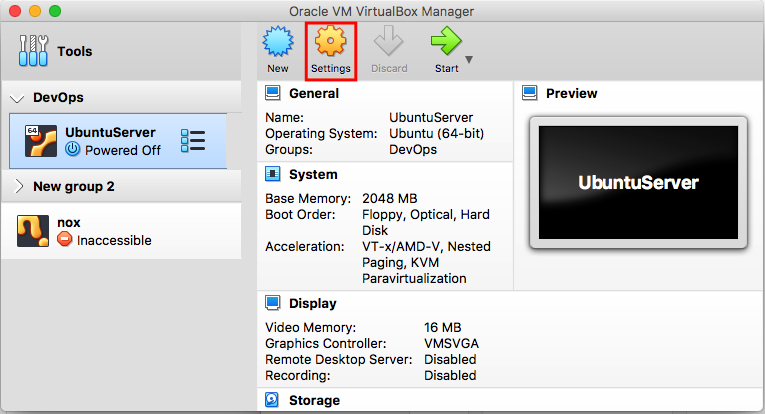 Oracle VM VirtualBox Manager
Tools
New
Settings
Discard
Start
DevOps
64
UbuntuServer
Powered Off
New group 2
nox
Inaccessible
General
Name: UbuntuServer
Operating System: Ubuntu (64-bit)
Groups: DevOps
System
Base Memory: 2048 MB
Boot Order: Floppy, Optical, Hard
Disk
Acceleration: VT-x/AMD-V, Nested
Paging, KVM
Paravirtualization
Preview
UbuntuServer
Display
Video Memory: 16 MB
Graphics Controller: VMSVGA
Remote Desktop Server: Disabled
Recording: Disabled
Storage